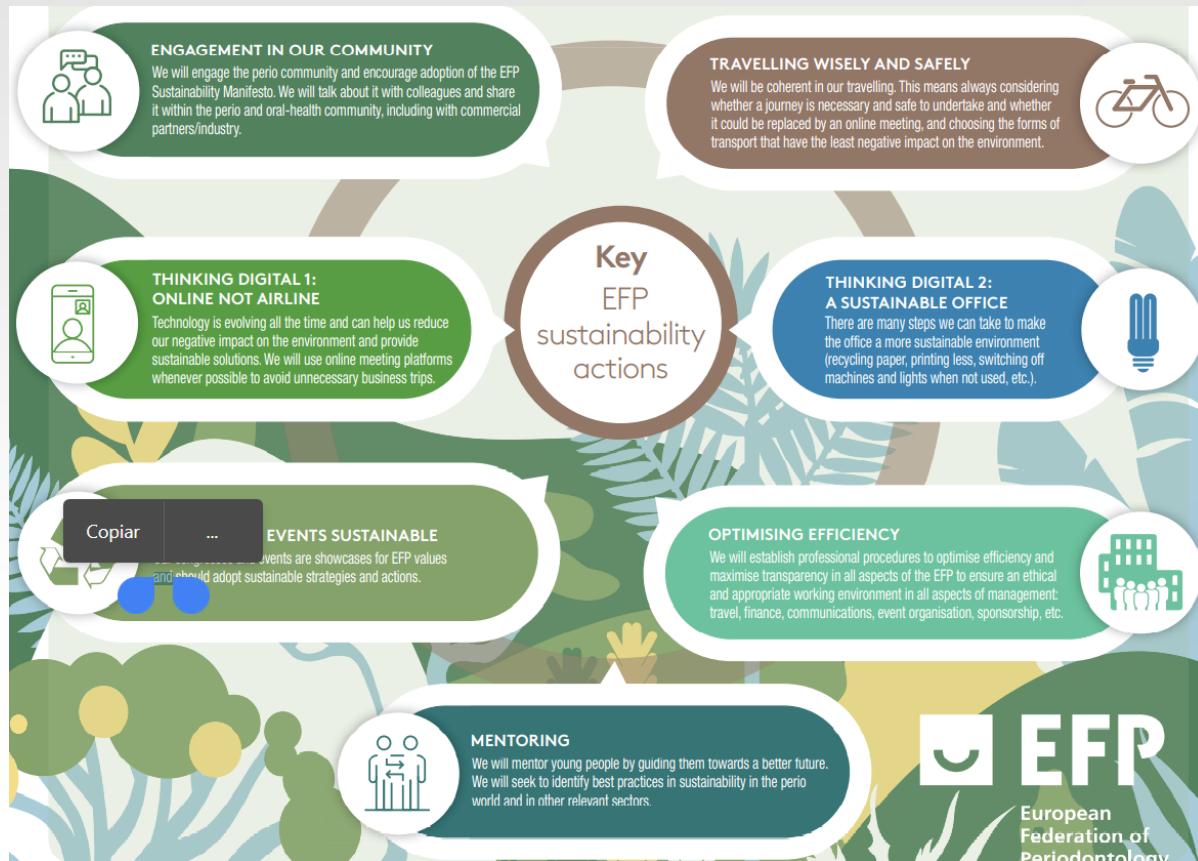 ENGAGEMENT IN OUR COMMUNITY
We will engage the perio community and encourage adoption of the EFP
Sustainability Manifesto. We will talk about it with colleagues and share
it within the perio and oral-health community, including with commercial
partners/industry.
TRAVELLING WISELY AND SAFELY
We will be coherent in our travelling. This means always considering
whether a journey is necessary and safe to undertake and whether
it could be replaced by an online meeting, and choosing the forms of
transport that have the least negative impact on the environment.
Key
EFP
sustainability
actions
THINKING DIGITAL 1:
ONLINE NOT AIRLINE
Technology is evolving all the time and can help us reduce
our negative impact on the environment and provide
sustainable solutions. We will use online meeting platforms
whenever possible to avoid unnecessary business trips.
THINKING DIGITAL 2:
A SUSTAINABLE OFFICE
There are many steps we can take to make
the office a more sustainable environment
(recycling paper, printing less, switching off
machines and lights when not used, etc.).
Copiar
...
EVENTS SUSTAINABLE
events are showcases for EFP values
and should adopt sustainable strategies and actions.
OPTIMISING EFFICIENCY
We will establish professional procedures to optimise efficiency and
maximise transparency in all aspects of the EFP to ensure an ethical
and appropriate working environment in all aspects of management:
travel, finance, communications, event organisation, sponsorship, etc.
MENTORING
We will mentor young people by guiding them towards a better future.
We will seek to identify best practices in sustainability in the perio
world and in other relevant sectors.
EFP
European
Federation of
Periodontology